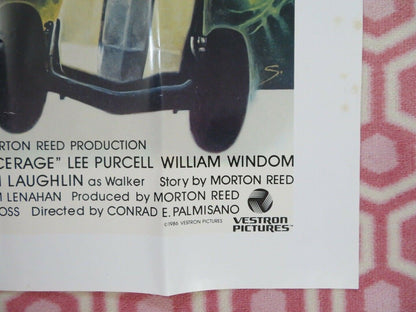 S.
ORTON REED PRODUCTION
CERAGE" LEE PURCELL WILLIAM WINDOM
M LAUGHLIN as Walker Story by MORTON REED
M LENAHAN Produced by MORTON REED
OSS Directed by CONRAD E. PALMISANO
©1986 VESTRON PICTURES
VESTRON
PICTURES™